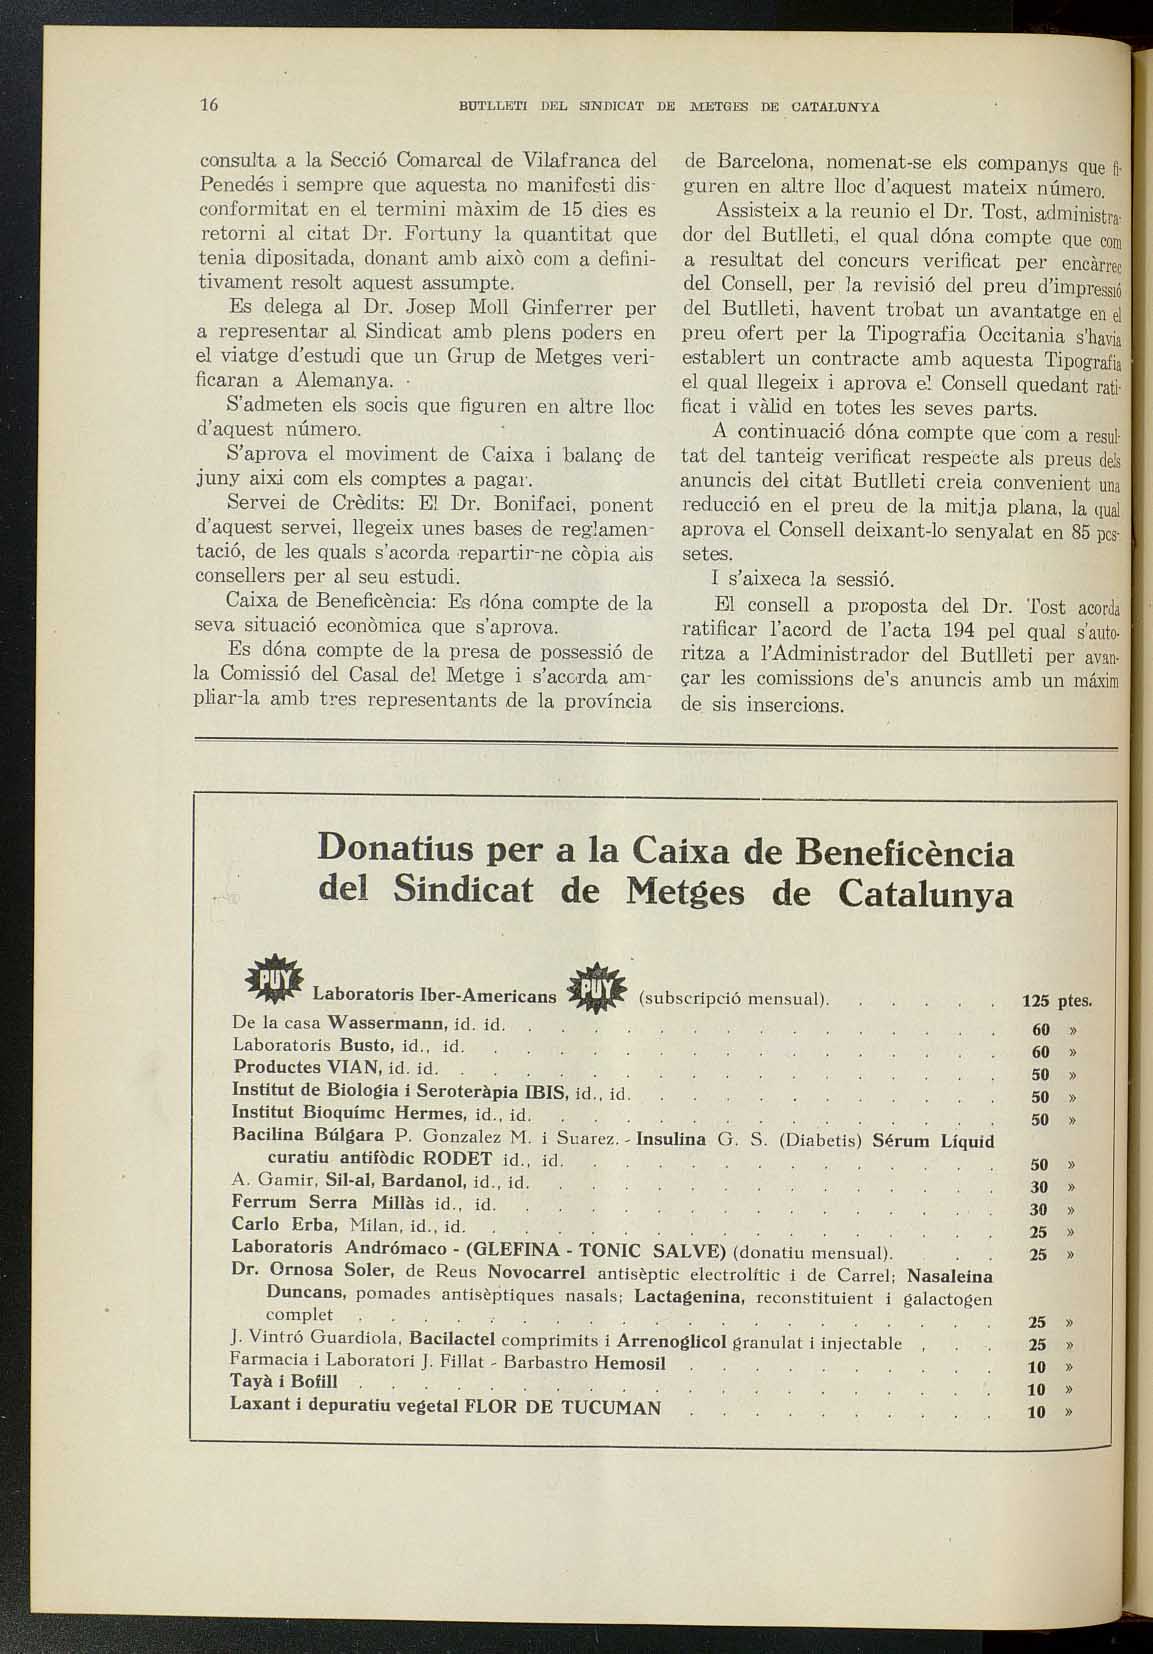 16
BUTLLETI DEL SINDICAT DE METGES DE CATALUNYA
consulta a la Secció Comarcal de Vilafranca del
Penedés i sempre que aquesta no manifesti dis-
conformitat en el termini màxim de 15 dies es
retorni al citat Dr. Fortuny la quantitat que
tenia dipositada, donant amb això com a defini-
tivament resolt aquest assumpte.
Es delega al Dr. Josep Moll Ginferrer per
a representar al Sindicat amb plens poders en
el viatge d'estudi que un Grup de Metges veri-
ficaran a Alemanya.
S'admeten els socis que figuren en altre lloc
d'aquest número.
S'aprova el moviment de Caixa i balanç de
juny aixi com els comptes a pagar.
Servei de Crèdits: El Dr. Bonifaci, ponent
d'aquest servei, llegeix unes bases de reglamen-
tació, de les quals s'acorda repartir-ne còpia als
consellers per al seu estudi.
Caixa de Beneficència: Es dóna compte de la
seva situació econòmica que s'aprova.
Es dóna compte de la presa de possessió de
la Comissió del Casal del Metge i s'acorda am-
pliar-la amb tres representants de la província
de Barcelona, nomenat-se els companys que fi-
guren en altre lloc d'aquest mateix número.
Assisteix a la reunio el Dr. Tost, administra-
dor del Butlleti, el qual dóna compte que com
a resultat del concurs verificat per encàrrec
del Consell, per la revisió del preu d'impressió
del Butlleti, havent trobat un avantatge en el
preu ofert per la Tipografia Occitania s'havia
establert un contracte amb aquesta Tipografia
el qual llegeix i aprova el Consell quedant rati-
ficat i vàlid en totes les seves parts.
A continuació dóna compte que com a resul-
tat del tanteig verificat respecte als preus dels
anuncis del citat Butlleti creia convenient una
reducció en el preu de la mitja plana, la qual
aprova el Consell deixant-lo senyalat en 85 pes-
setes.
I s'aixeca la sessió.
El consell a proposta del Dr. Tost acorda
ratificar l'acord de l'acta 194 pel qual s'auto-
ritza a l'Administrador del Butlleti per avan-
çar les comissions de's anuncis amb un máxim
de sis insercions.
Donatius per a la Caixa de Beneficència
del Sindicat de Metges de Catalunya
PUY Laboratoris Iber-Americans PUY (subscripció mensual). . . . . . 125 ptes.
De la casa Wassermann, id. id. . . . . . . . . . . . . . . . 60 »
Laboratoris Busto, id., id. . . . . . . . . . . . . . . . . 60 »
Productes VIAN, id. id. . . . . . . . . . . . . . . . . . 50 »
Institut de Biologia i Seroteràpia IBIS, id., id. . . . . . . . . . . . 50 »
Institut Bioquímc Hermes, id., id. . . . . . . . . . . . . . . 50 »
Bacilina Búlgara P. Gonzalez M. i Suarez. - Insulina G. S. (Diabetis) Sérum Líquid
curatiu antifòdic RODET id., id. . . . . . . . . . . . . . 50 »
A. Gamir, Sil-al, Bardanol, id., id. . . . . . . . . . . . . . . 30 »
Ferrum Serra Millàs id., id. . . . . . . . . . . . . . . . 30 »
Carlo Erba, Milan, id., id. . . . . . . . . . . . . . . . . 25 »
Laboratoris Andrómaco - (GLEFINA - TONIC SALVE) (donatiu mensual). . . . 25 »
Dr. Ornosa Soler, de Reus Novocarrel antisèptic electrolític i de Carrel; Nasaleina
Duncans, pomades antisèptiques nasals; Lactagenina, reconstituient i galactogen
complet . . . . . . . . . . . . . . . . . . . . 25 »
J. Vintró Guardiola, Bacilactel comprimits i Arrenoglicol granulat i injectable , . . 25 »
Farmacia i Laboratori J. Fillat - Barbastro Hemosil . . . . . . . . . . 10 »
Tayà i Bofill . . . . . . . . . . . . . . . . . . . . 10 »
Laxant i depuratiu vegetal FLOR DE TUCUMAN . . . . . . . . . . 10 »